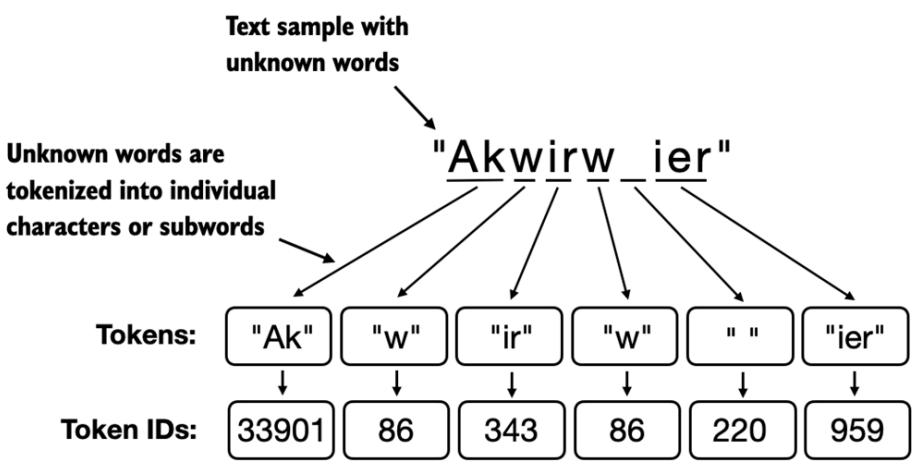 Text sample with
unknown words
"Akwirw ier"
Unknown words are
tokenized into individual
characters or subwords
Tokens: "Ak" "w" "ir" "w" " " "ier"
Token IDs: 33901 86 343 86 220 959